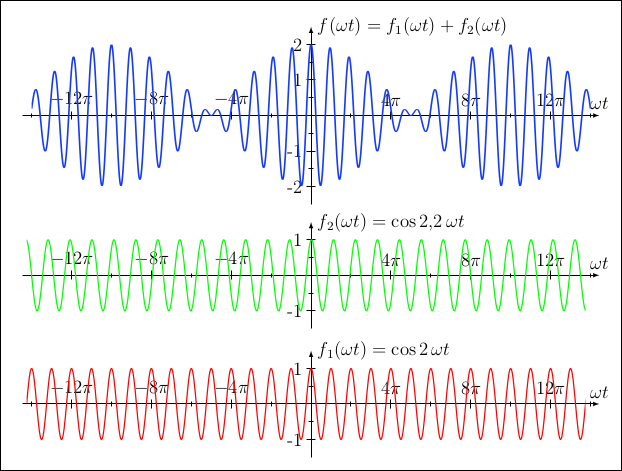 f(ωt) = f₁(ωt) + f₂(ωt)
2
1
−12π −8π −4π 4π 8π 12π ωt
-1
-2
f₂(ωt) = cos 2,2 ωt
1
−12π −8π −4π 4π 8π 12π ωt
-1
f₁(ωt) = cos 2 ωt
1
−12π −8π −4π 4π 8π 12π ωt
-1